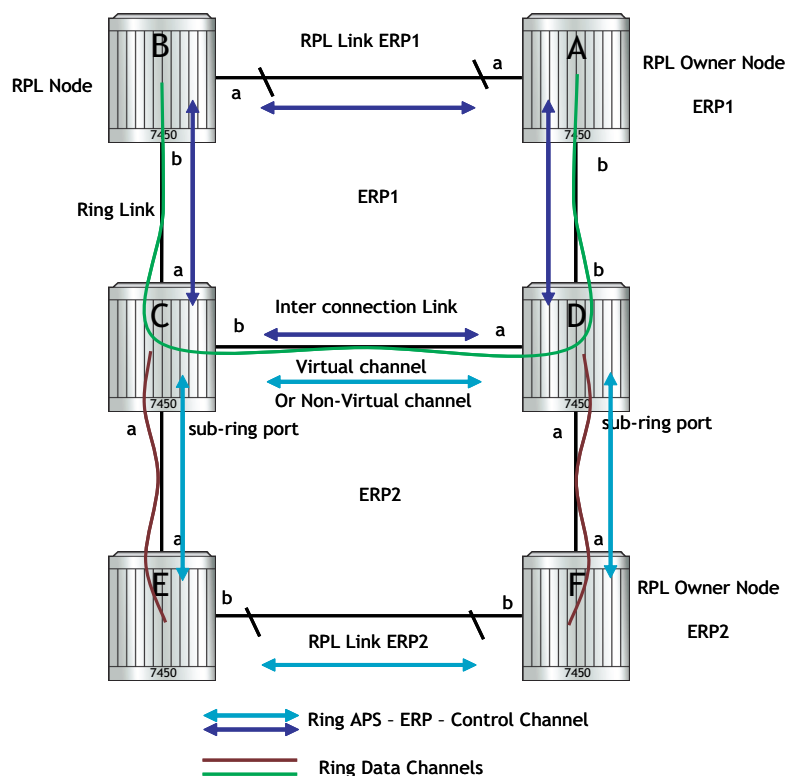 B
RPL Link ERP1
A
RPL Owner Node
a
RPL Node
a
ERP1
7450
7450
b
b
ERP1
Ring Link
a
b
Inter connection Link
C
b
a
D
Virtual channel
Or Non-Virtual channel
7450
7450
a
sub-ring port
a
sub-ring port
ERP2
a
a
E
F
RPL Owner Node
b
b
ERP2
RPL Link ERP2
7450
7450
Ring APS - ERP - Control Channel
Ring Data Channels